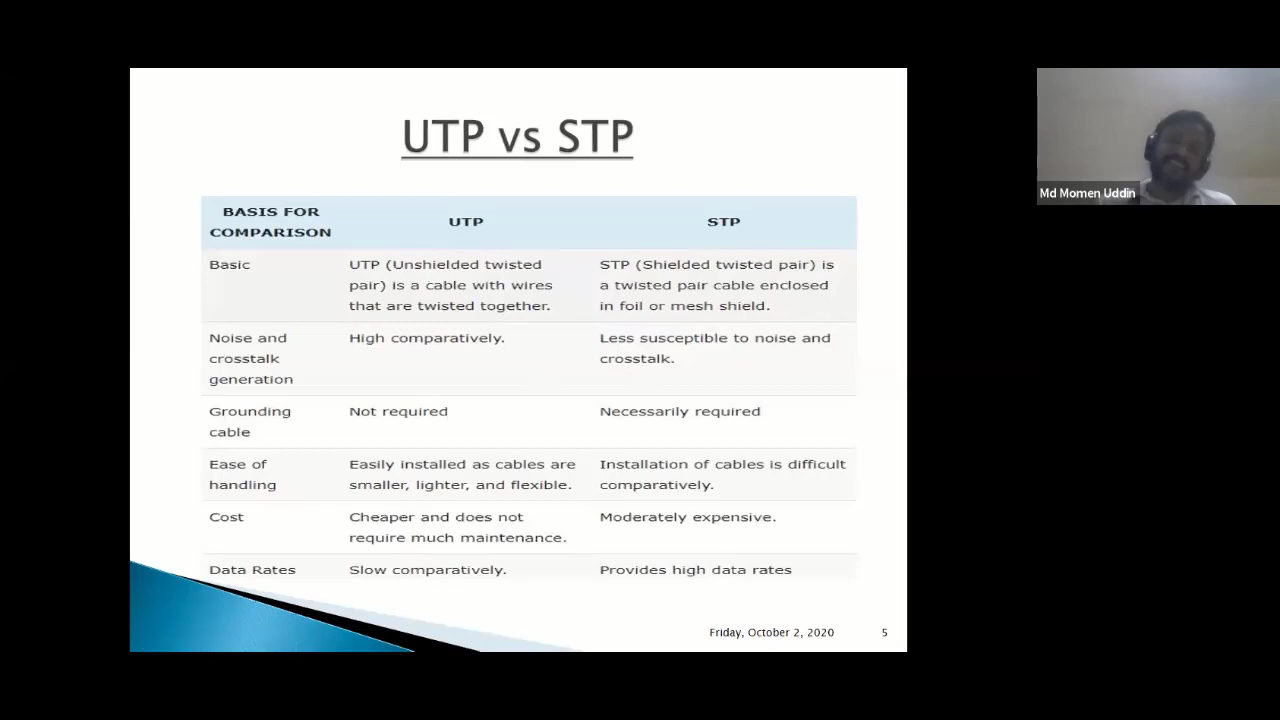 UTP vs STP
BASIS FOR
COMPARISON
UTP
STP
Basic
UTP (Unshielded twisted
pair) is a cable with wires
that are twisted together.
STP (Shielded twisted pair) is
a twisted pair cable enclosed
in foil or mesh shield.
Noise and
crosstalk
generation
High comparatively.
Less susceptible to noise and
crosstalk.
Grounding
cable
Not required
Necessarily required
Ease of
handling
Easily installed as cables are
smaller, lighter, and flexible.
Installation of cables is difficult
comparatively.
Cost
Cheaper and does not
require much maintenance.
Moderately expensive.
Data Rates
Slow comparatively.
Provides high data rates
Friday, October 2, 2020
5
Md Momen Uddin